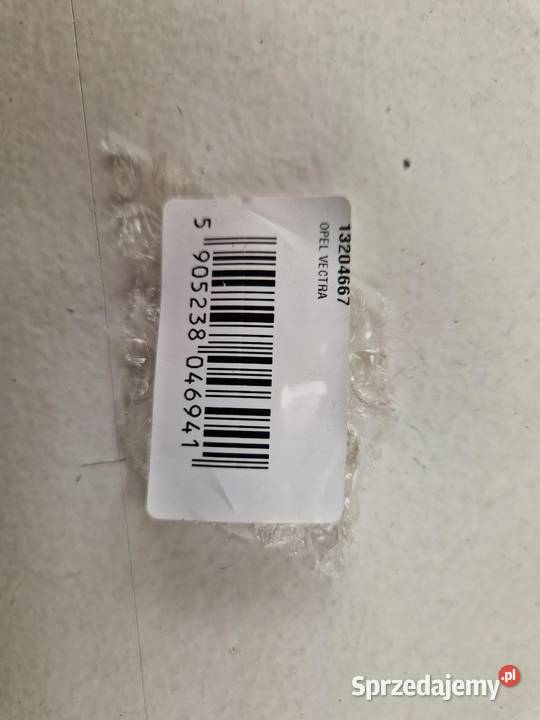 13204667
OPEL VECTRA
5 905238 046941
Sprzedajemy.pl